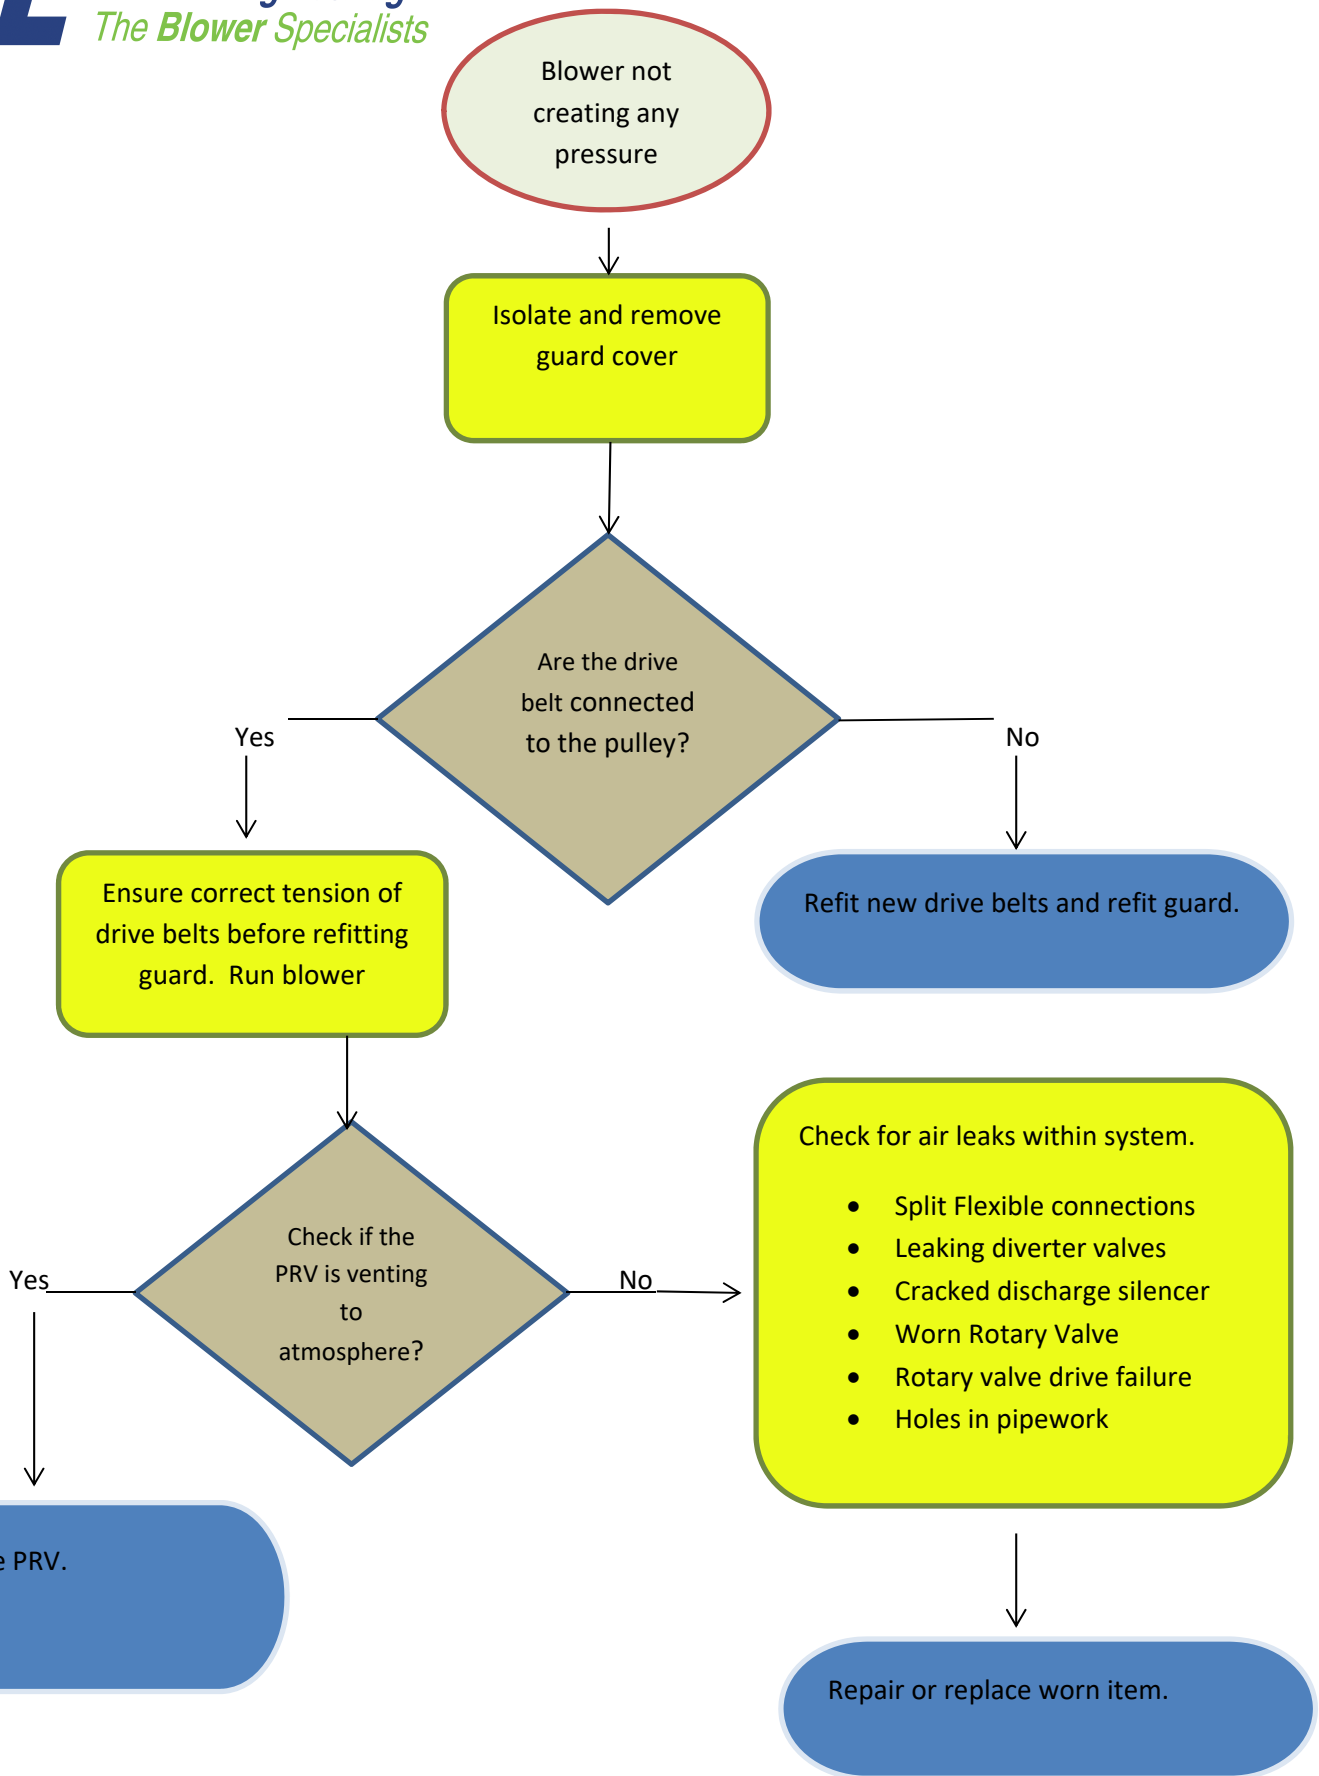 The Blower Specialists
Blower not
creating any
pressure
Isolate and remove
guard cover
Are the drive
belt connected
to the pulley?
Yes
No
Ensure correct tension of
drive belts before refitting
guard.  Run blower
Refit new drive belts and refit guard.
Check if the
PRV is venting
to
atmosphere?
Yes
No
Check for air leaks within system.
• Split Flexible connections
• Leaking diverter valves
• Cracked discharge silencer
• Worn Rotary Valve
• Rotary valve drive failure
• Holes in pipework
PRV.
Repair or replace worn item.